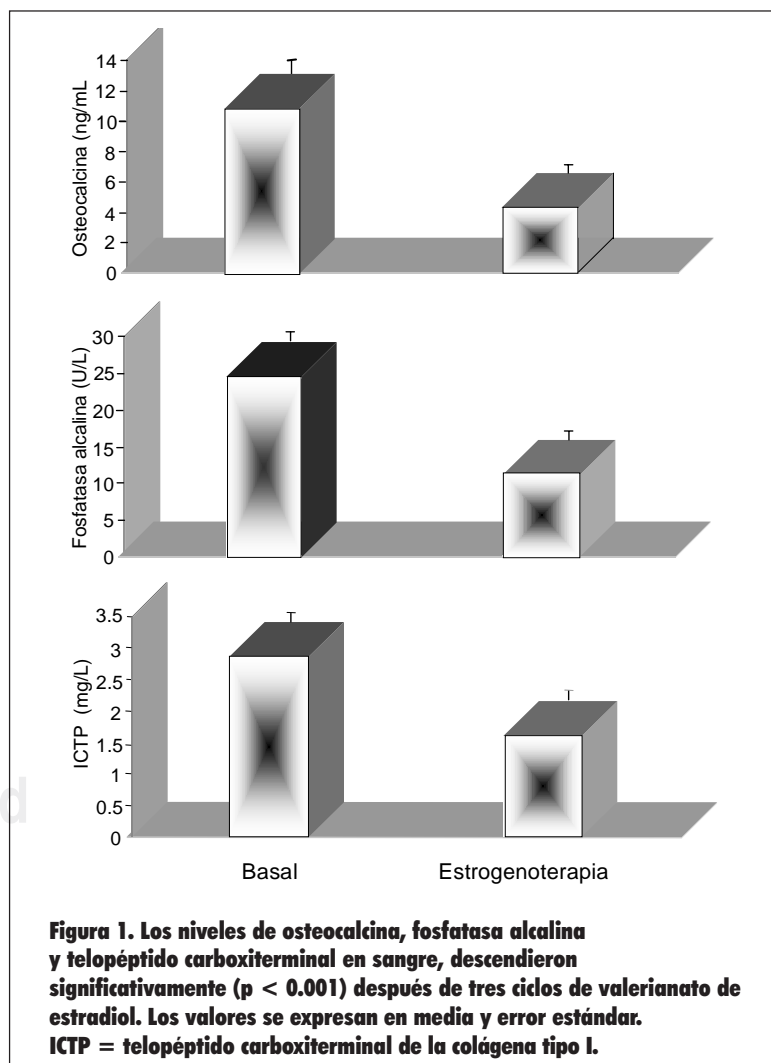 14
12
10
8
6
4
2
0
Osteocalcina (ng/mL
30
25
20
15
10
5
0
Fosfatasa alcalina (U/L)
3.5
3
2.5
2
1.5
1
0.5
0
ICTP (mg/L)
d
Basal Estrogenoterapia
Figura 1. Los niveles de osteocalcina, fosfatasa alcalina
y telopéptido carboxiterminal en sangre, descendieron
significativamente (p < 0.001) después de tres ciclos de valerianato de
estradiol. Los valores se expresan en media y error estándar.
ICTP = telopéptido carboxiterminal de la colágena tipo I.